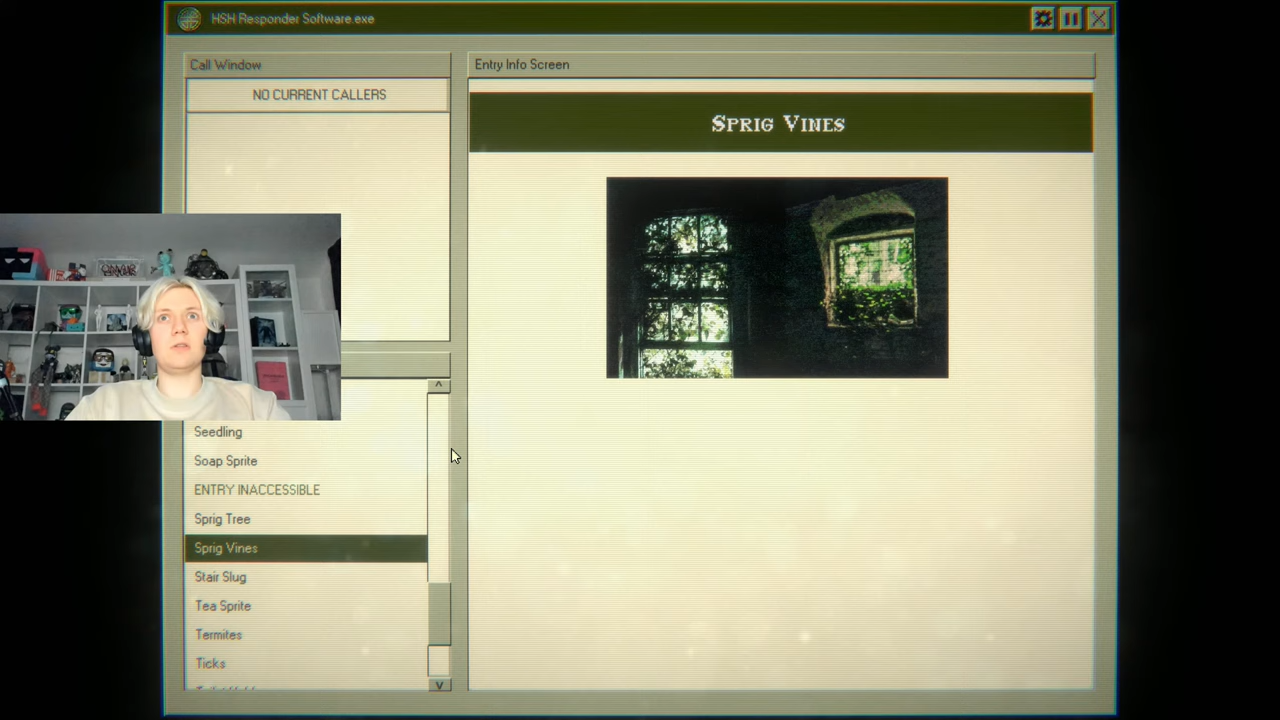 HSH Responder Software.exe
Call Window
NO CURRENT CALLERS
Entry Info Screen
Sprig Vines
Seedling
Soap Sprite
ENTRY INACCESSIBLE
Sprig Tree
Sprig Vines
Stair Slug
Tea Sprite
Termites
Ticks